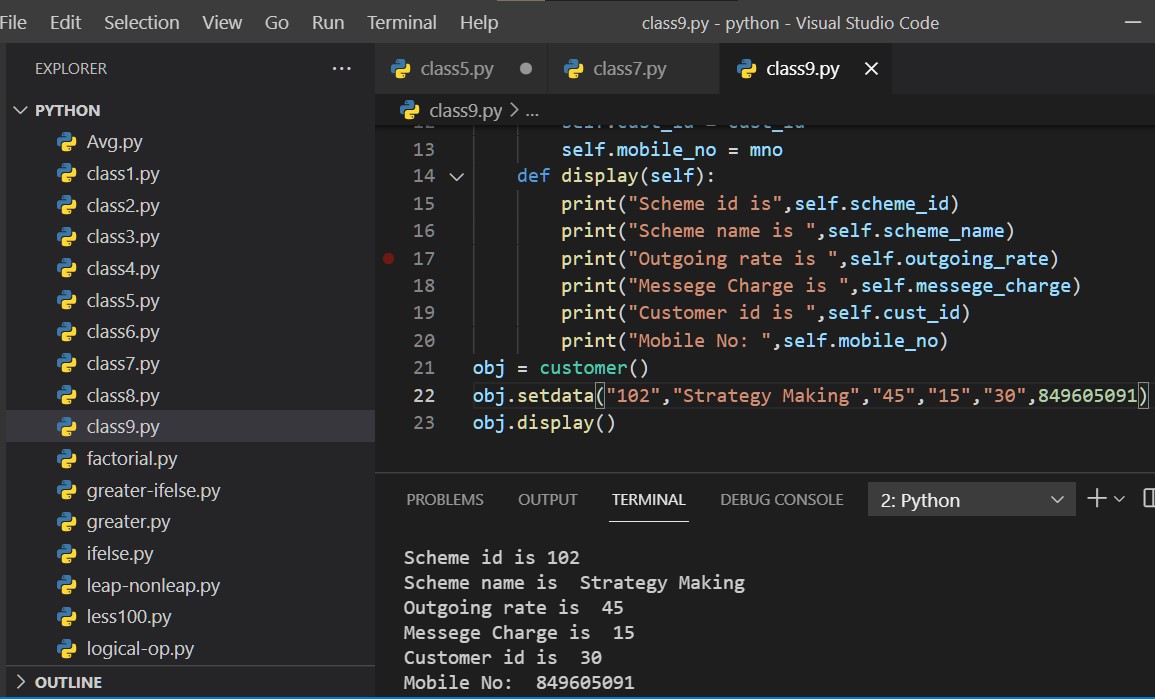 File Edit Selection View Go Run Terminal Help class9.py - python - Visual Studio Code
EXPLORER ...
PYTHON
Avg.py
class1.py
class2.py
class3.py
class4.py
class5.py
class6.py
class7.py
class8.py
class9.py
factorial.py
greater-ifelse.py
greater.py
ifelse.py
leap-nonleap.py
less100.py
logical-op.py
OUTLINE
class5.py class7.py class9.py
class9.py > ...
12 self.cust_id = cust_id
13 self.mobile_no = mno
14 def display(self):
15 print("Scheme id is",self.scheme_id)
16 print("Scheme name is ",self.scheme_name)
17 print("Outgoing rate is ",self.outgoing_rate)
18 print("Messege Charge is ",self.messege_charge)
19 print("Customer id is ",self.cust_id)
20 print("Mobile No: ",self.mobile_no)
21 obj = customer()
22 obj.setdata("102","Strategy Making","45","15","30",849605091)
23 obj.display()
PROBLEMS OUTPUT TERMINAL DEBUG CONSOLE 2: Python
Scheme id is 102
Scheme name is  Strategy Making
Outgoing rate is  45
Messege Charge is  15
Customer id is  30
Mobile No:  849605091